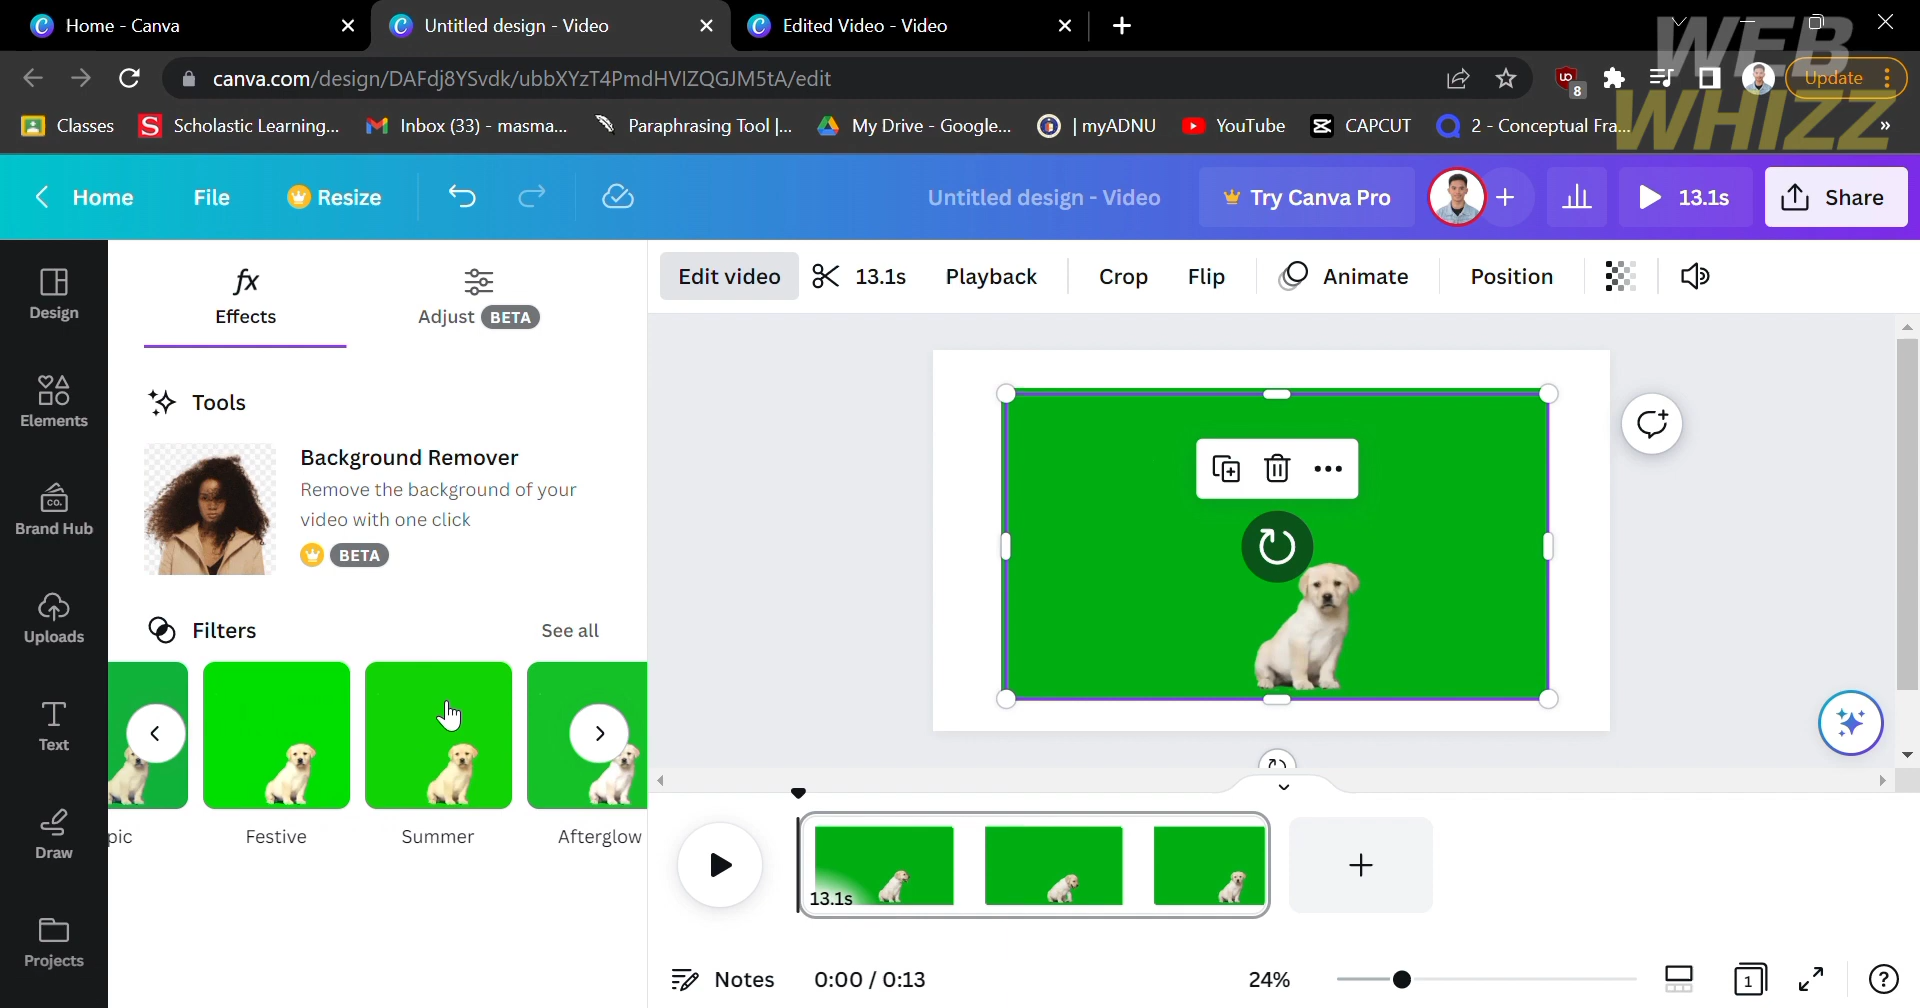 Home - Canva
Untitled design - Video
Edited Video - Video
WEB
WHIZZ
canva.com/design/DAFdj8YSvdk/ubbXYzT4PmdHVIZQGJM5tA/edit
8
Update
Classes
S Scholastic Learning...
Inbox (33) - masma...
Paraphrasing Tool |...
My Drive - Google...
| myADNU
YouTube
CAPCUT
2 - Conceptual Fra...
»
Home
File
Resize
Untitled design - Video
Try Canva Pro
13.1s
Share
Design
Elements
CO.
Brand Hub
Uploads
Text
Draw
Projects
fx
Effects
Adjust BETA
Tools
Background Remover
Remove the background of your
video with one click
BETA
Filters
See all
pic
Festive
Summer
Afterglow
Edit video
13.1s
Playback
Crop
Flip
Animate
Position
13.1s
Notes
0:00 / 0:13
24%
1
?